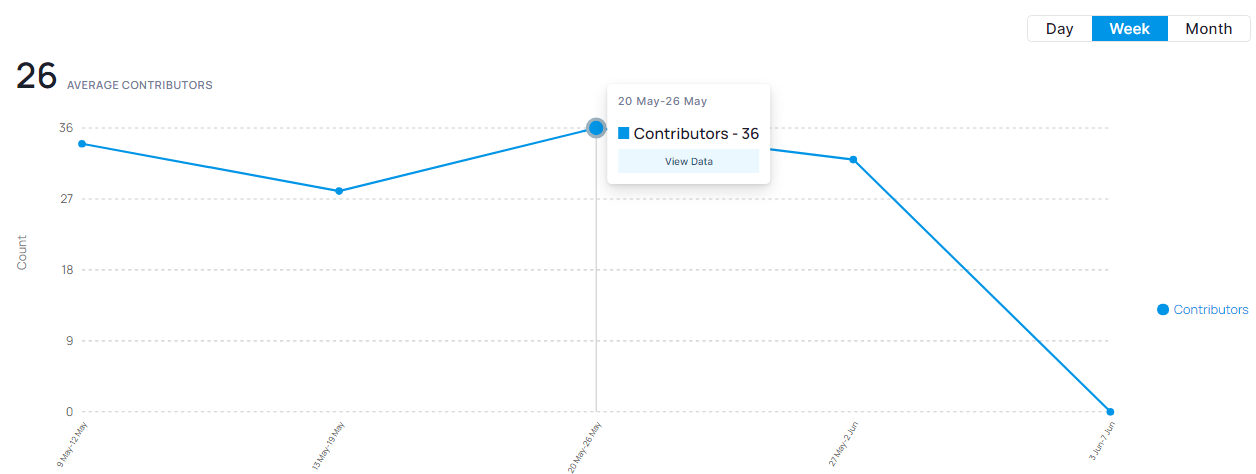 Day Week Month
26 AVERAGE CONTRIBUTORS
20 May-26 May
Contributors - 36
View Data
36
27
18
9
0
Count
Contributors
9 May-12 May
13 May-19 May
20 May-26 May
27 May-2 Jun
3 Jun-7 Jun